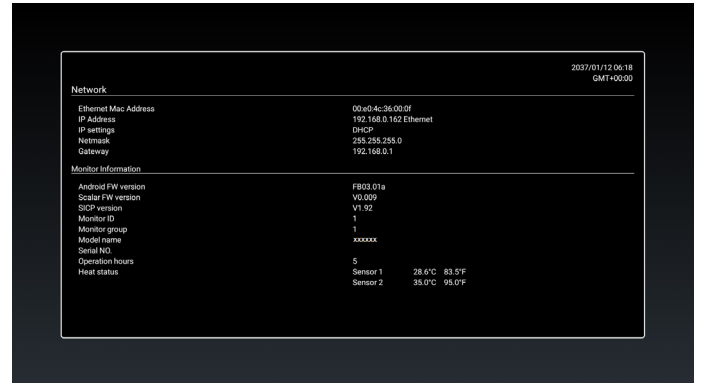 2037/01/12 06:18
GMT+00:00
Network
Ethernet Mac Address 00:e0:4c:36:00:0f
IP Address 192.168.0.162 Ethernet
IP settings DHCP
Netmask 255.255.255.0
Gateway 192.168.0.1
Monitor Information
Android FW version FB03.01a
Scalar FW version V0.009
SICP version V1.92
Monitor ID 1
Monitor group 1
Model name xxxxxx
Serial NO.
Operation hours 5
Heat status Sensor 1 28.6°C 83.5°F
Sensor 2 35.0°C 95.0°F